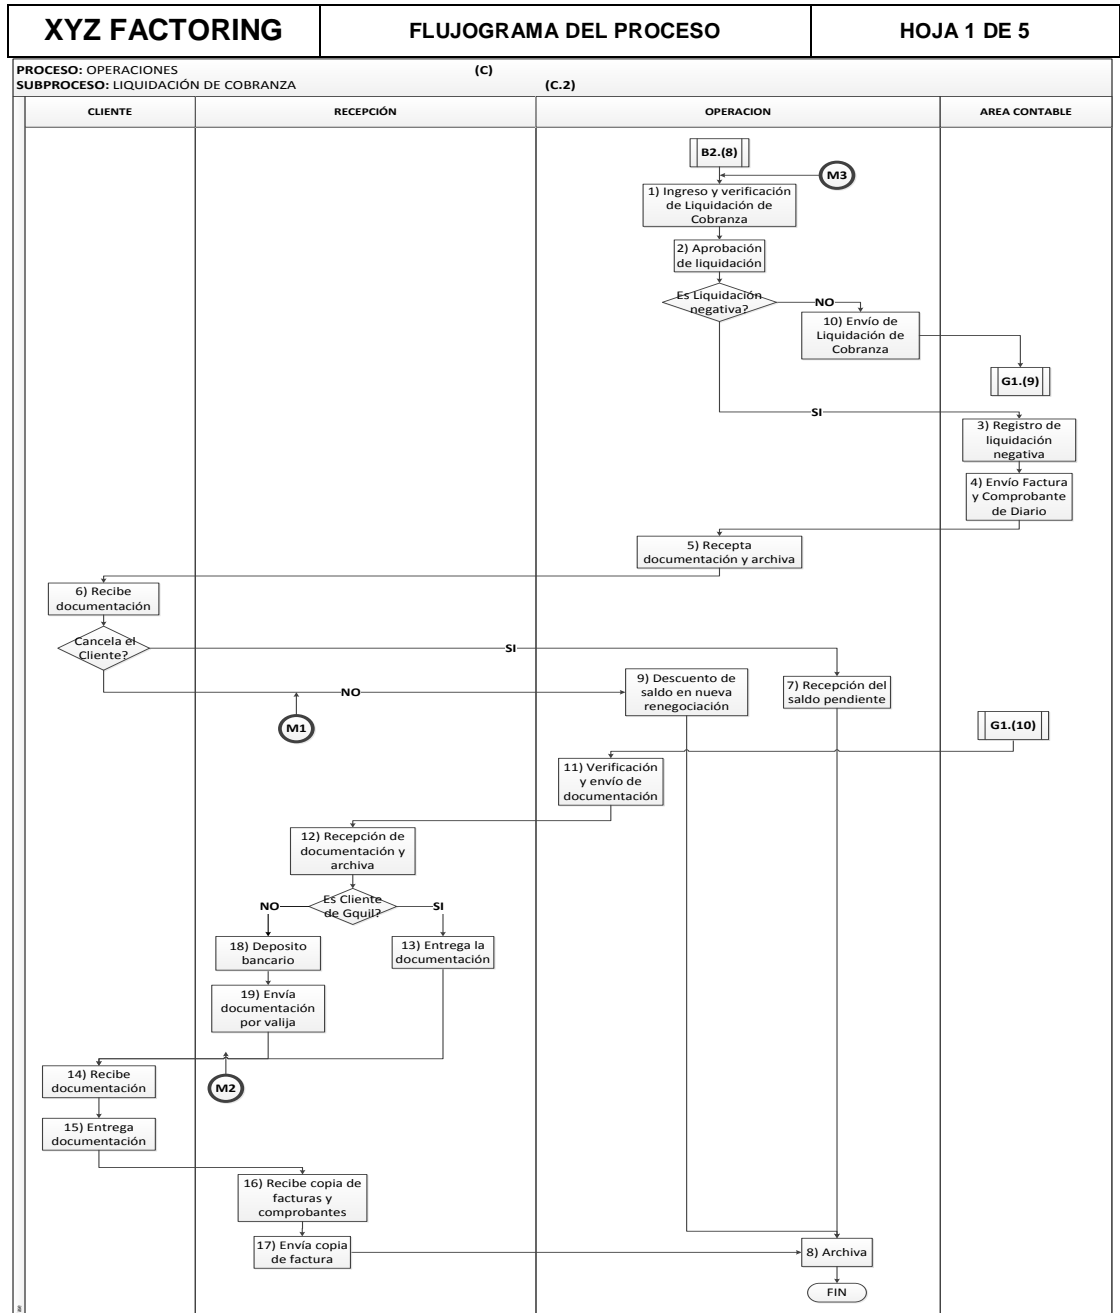 XYZ FACTORING
FLUJOGRAMA DEL PROCESO
HOJA 1 DE 5
PROCESO: OPERACIONES (C)
SUBPROCESO: LIQUIDACIÓN DE COBRANZA (C.2)
CLIENTE
RECEPCIÓN
OPERACION
AREA CONTABLE
B2.(8)
M3
1) Ingreso y verificación
de Liquidación de
Cobranza
2) Aprobación
de liquidación
Es Liquidación
negativa?
NO
10) Envío de
Liquidación de
Cobranza
G1.(9)
SI
3) Registro de
liquidación
negativa
4) Envío Factura
y Comprobante
de Diario
5) Recepta
documentación y archiva
6) Recibe
documentación
Cancela el
Cliente?
SI
NO
M1
9) Descuento de
saldo en nueva
renegociación
7) Recepción del
saldo pendiente
G1.(10)
11) Verificación
y envío de
documentación
12) Recepción de
documentación y
archiva
Es Cliente
de Gquil?
NO
SI
18) Deposito
bancario
13) Entrega la
documentación
19) Envía
documentación
por valija
14) Recibe
documentación
M2
15) Entrega
documentación
16) Recibe copia de
facturas y
comprobantes
17) Envía copia
de factura
8) Archiva
FIN